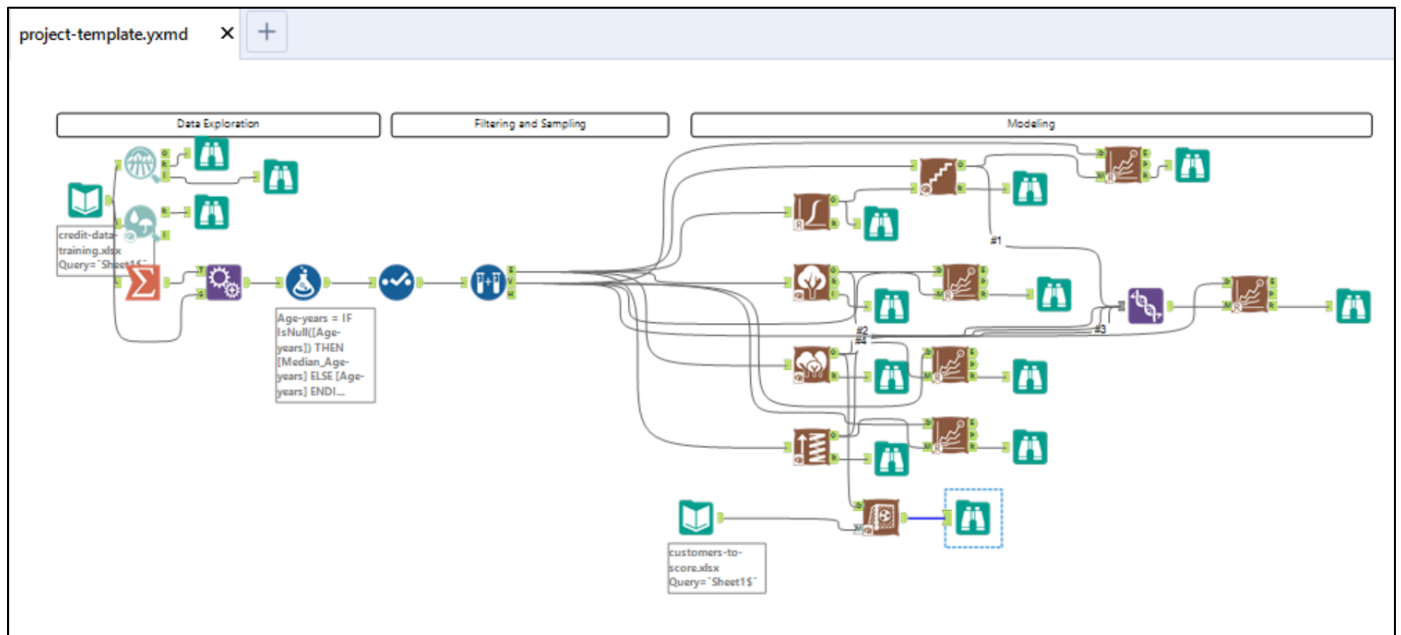 project-template.yxmd
Data Exploration
Filtering and Sampling
Modeling
credit-data-
training.xlsx
Query=`Sheet1$`
Age-years = IF
IsNull([Age-
years]) THEN
[Median_Age-
years] ELSE [Age-
years] ENDI...
#1
#2
#3
customers-to-
score.xlsx
Query=`Sheet1$`